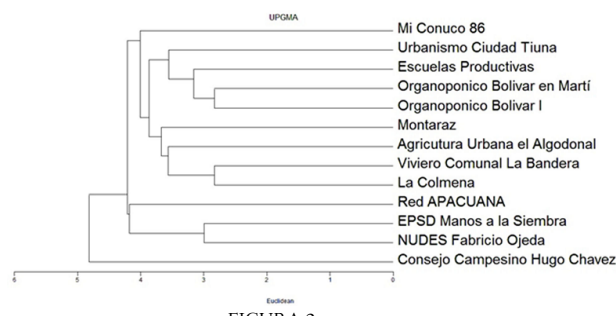 UPGMA
Mi Conuco 86
Urbanismo Ciudad Tiuna
Escuelas Productivas
Organoponico Bolivar en Martí
Organoponico Bolivar I
Montaraz
Agricutura Urbana el Algodonal
Viviero Comunal La Bandera
La Colmena
Red APACUANA
EPSD Manos a la Siembra
NUDES Fabricio Ojeda
Consejo Campesino Hugo Chavez
6 5 4 3 2 1 0
Euclidean